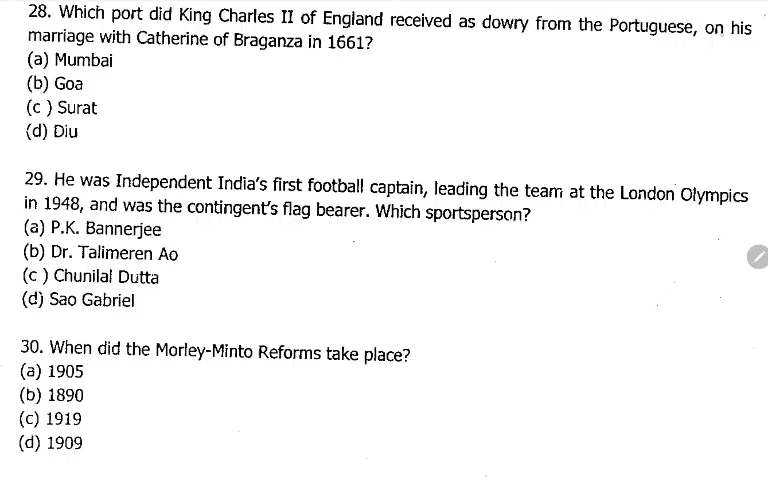 28. Which port did King Charles II of England received as dowry from the Portuguese, on his
marriage with Catherine of Braganza in 1661?
(a) Mumbai
(b) Goa
(c ) Surat
(d) Diu
29. He was Independent India's first football captain, leading the team at the London Olympics
in 1948, and was the contingent's flag bearer. Which sportsperson?
(a) P.K. Bannerjee
(b) Dr. Talimeren Ao
(c ) Chunilal Dutta
(d) Sao Gabriel
30. When did the Morley-Minto Reforms take place?
(a) 1905
(b) 1890
(c) 1919
(d) 1909